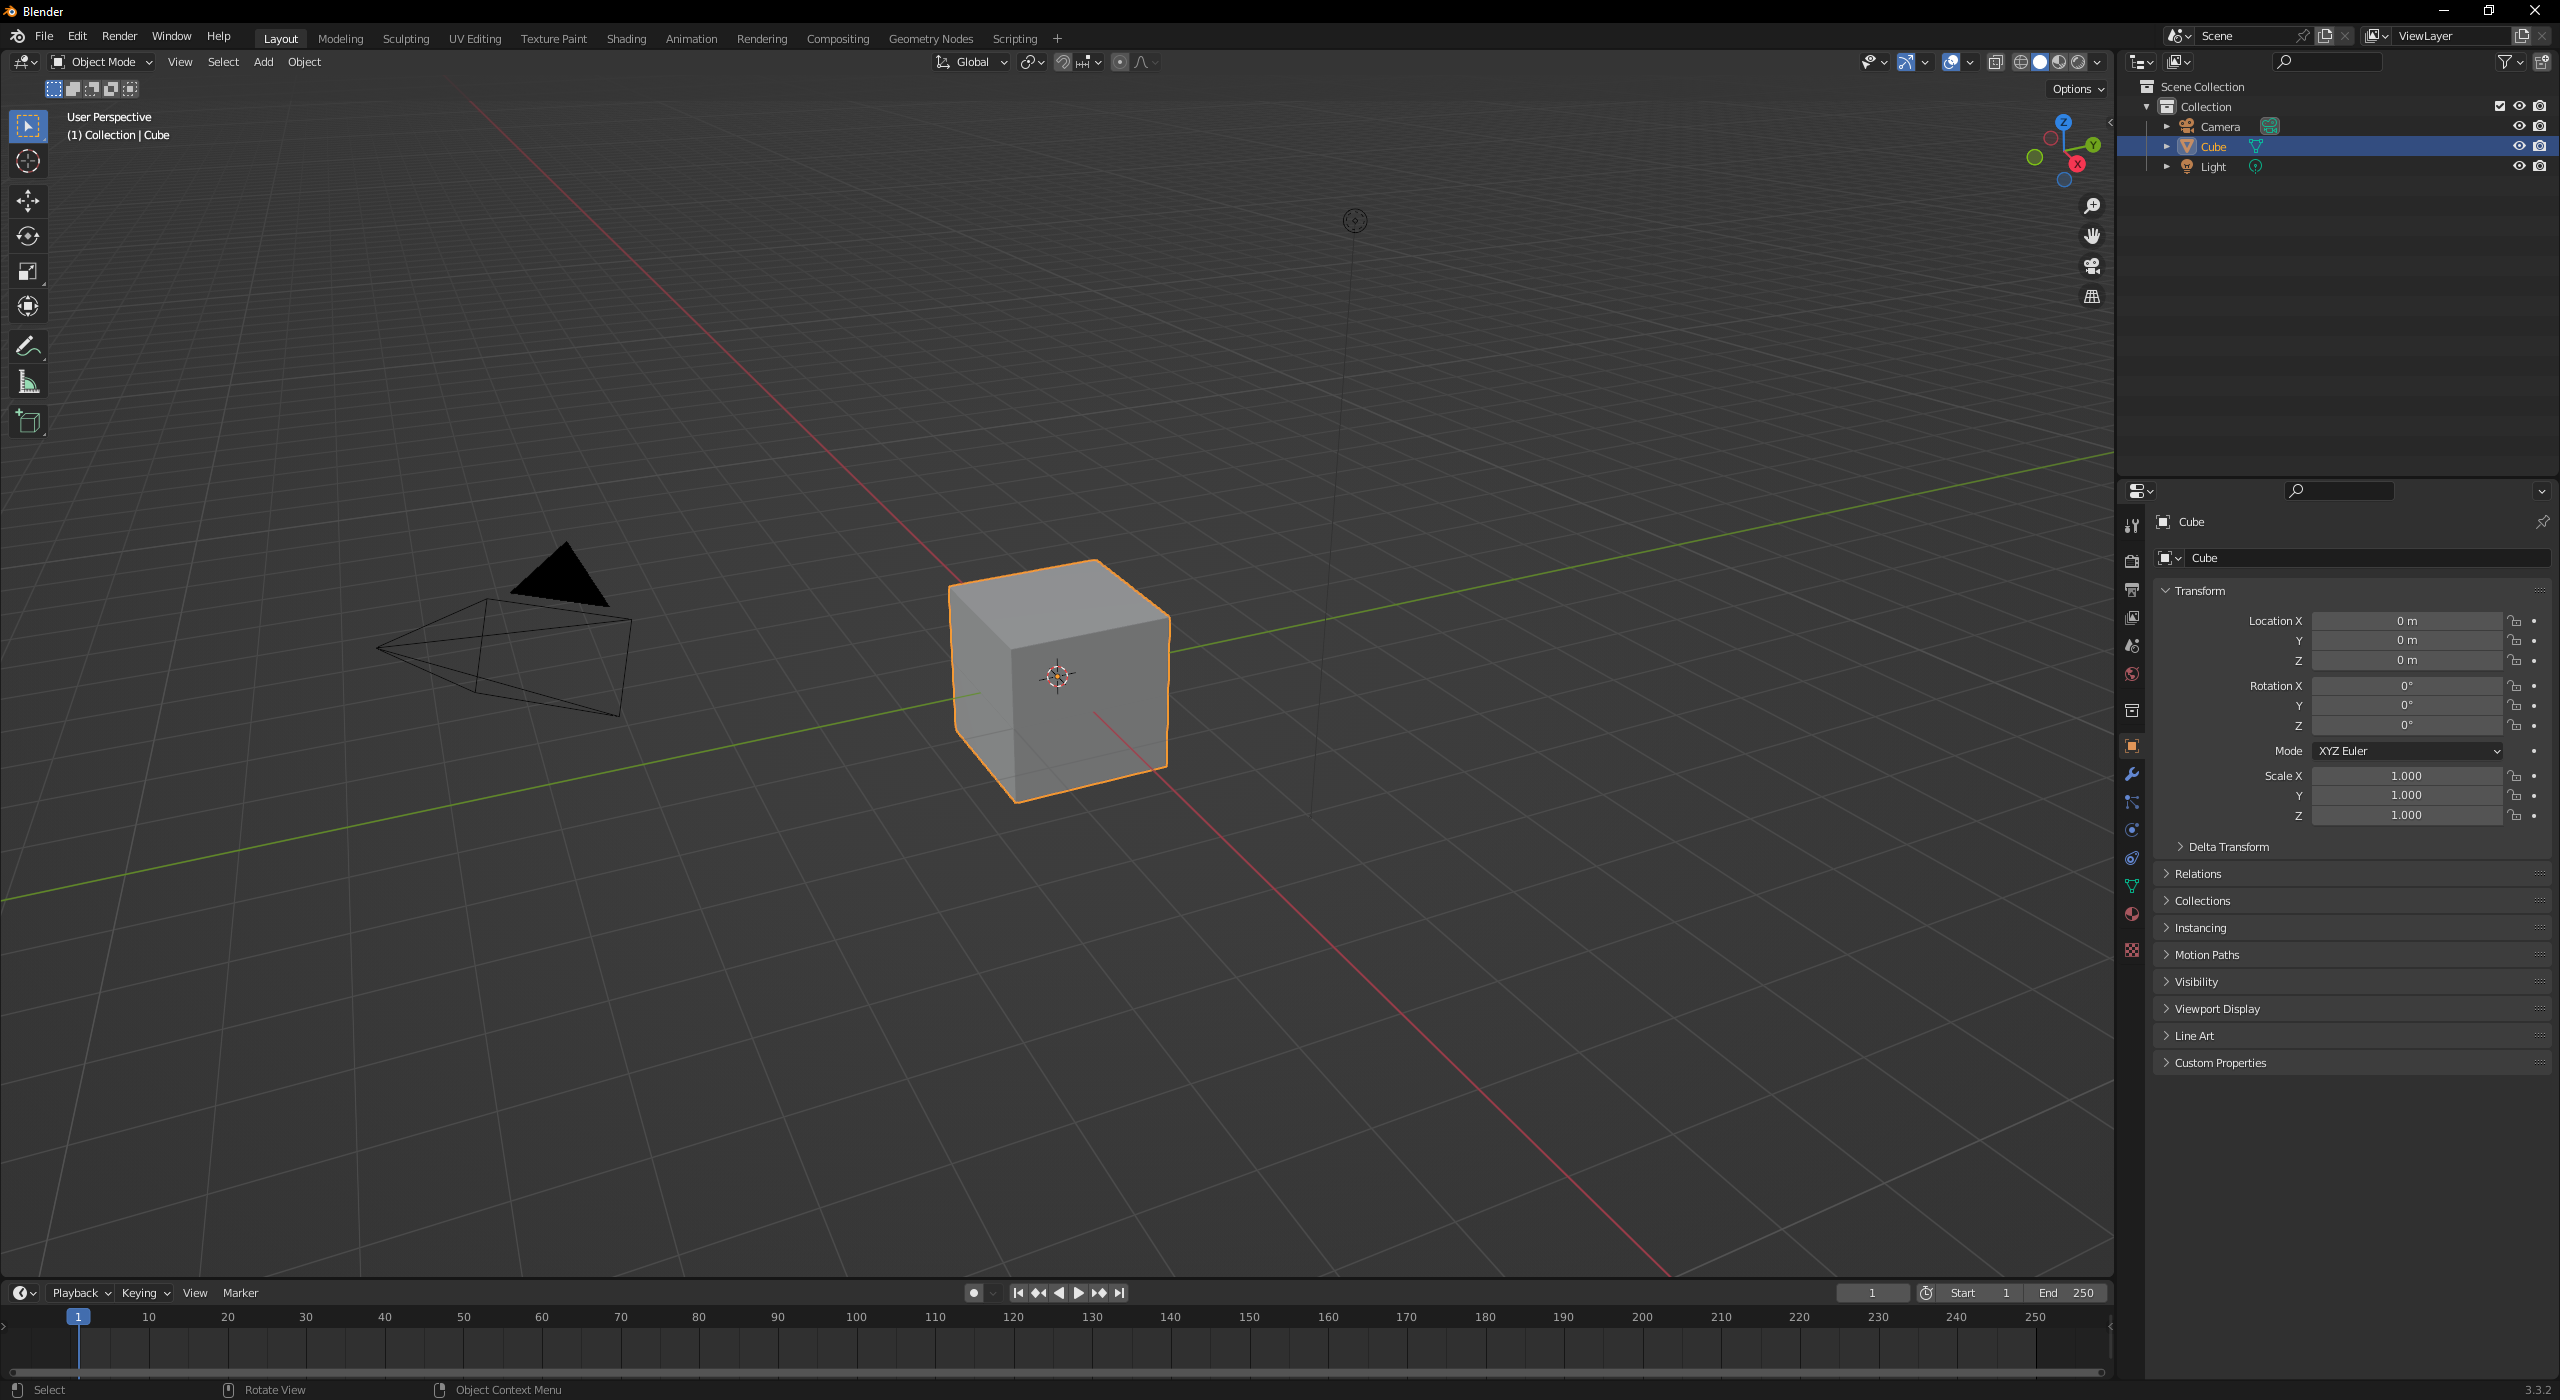 Blender
File Edit Render Window Help Layout Modeling Sculpting UV Editing Texture Paint Shading Animation Rendering Compositing Geometry Nodes Scripting + Scene ViewLayer
Object Mode View Select Add Object Global
Options
User Perspective
(1) Collection | Cube
Z
Y
X
Scene Collection
Collection
Camera
Cube
Light
Cube
Cube
Transform
Location X 0 m
Y 0 m
Z 0 m
Rotation X 0°
Y 0°
Z 0°
Mode XYZ Euler
Scale X 1.000
Y 1.000
Z 1.000
Delta Transform
Relations
Collections
Instancing
Motion Paths
Visibility
Viewport Display
Line Art
Custom Properties
Playback Keying View Marker 1 Start 1 End 250
1 10 20 30 40 50 60 70 80 90 100 110 120 130 140 150 160 170 180 190 200 210 220 230 240 250
Select Rotate View Object Context Menu 3.3.2